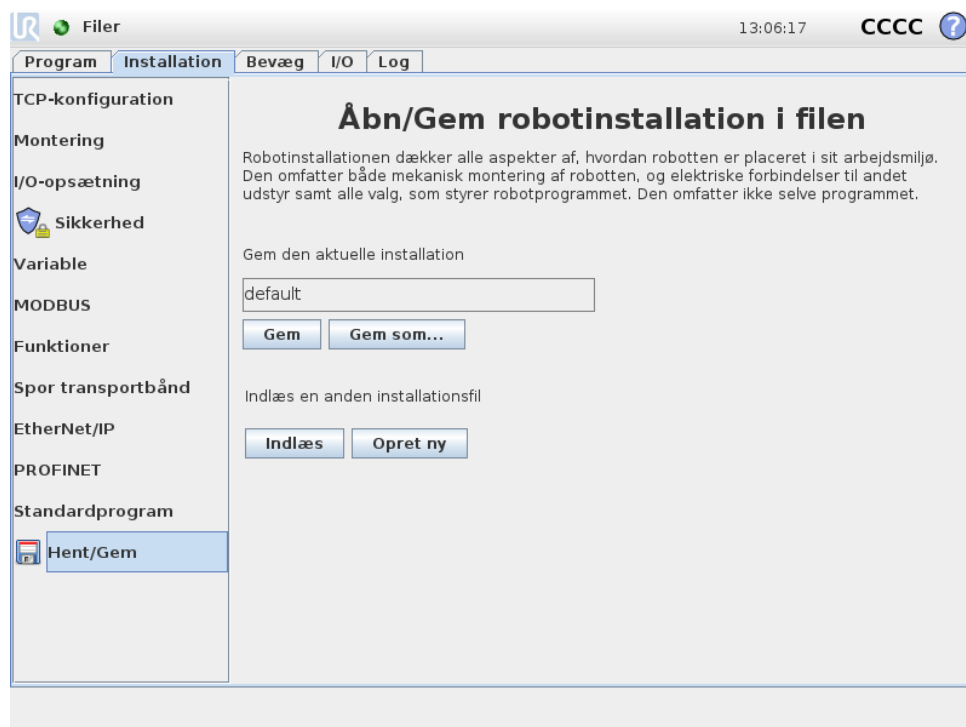 UR Filer 13:06:17 CCCC ?
Program Installation Bevæg I/O Log
TCP-konfiguration
Montering
I/O-opsætning
Sikkerhed
Variable
MODBUS
Funktioner
Spor transportbånd
EtherNet/IP
PROFINET
Standardprogram
Hent/Gem
Åbn/Gem robotinstallation i filen
Robotinstallationen dækker alle aspekter af, hvordan robotten er placeret i sit arbejdsmiljø.
Den omfatter både mekanisk montering af robotten, og elektriske forbindelser til andet
udstyr samt alle valg, som styrer robotprogrammet. Den omfatter ikke selve programmet.
Gem den aktuelle installation
default
Gem Gem som...
Indlæs en anden installationsfil
Indlæs Opret ny